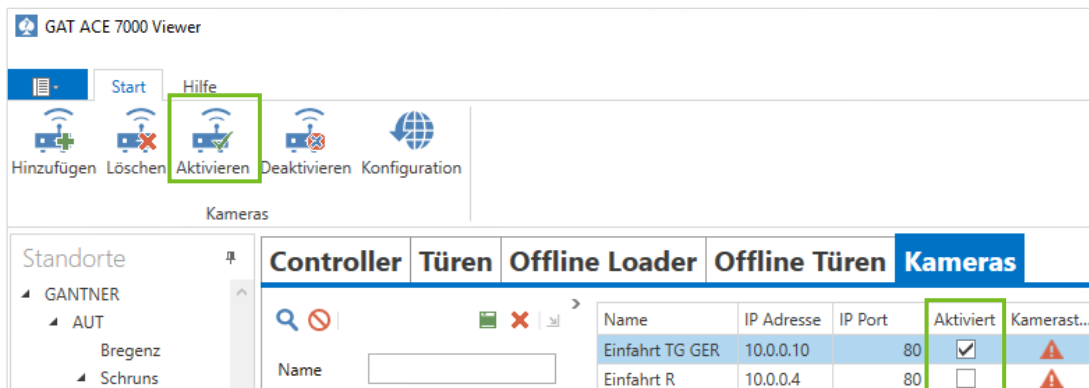 GAT ACE 7000 Viewer
Start Hilfe
Hinzufügen Löschen Aktivieren Deaktivieren Konfiguration
Kameras
Standorte
GANTNER
AUT
Bregenz
Schruns
Controller Türen Offline Loader Offline Türen Kameras
Name
Name IP Adresse IP Port Aktiviert Kamerast...
Einfahrt TG GER 10.0.0.10 80
Einfahrt R 10.0.0.4 80